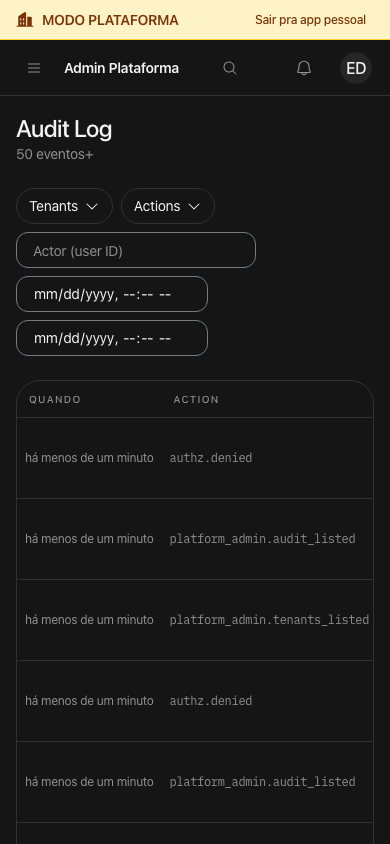 MODO PLATAFORMA
Sair pra app pessoal
Admin Plataforma
ED
Audit Log
50 eventos+
Tenants
Actions
Actor (user ID)
mm/dd/yyyy, --:-- --
mm/dd/yyyy, --:-- --
QUANDO ACTION
há menos de um minuto authz.denied
há menos de um minuto platform_admin.audit_listed
há menos de um minuto platform_admin.tenants_listed
há menos de um minuto authz.denied
há menos de um minuto platform_admin.audit_listed